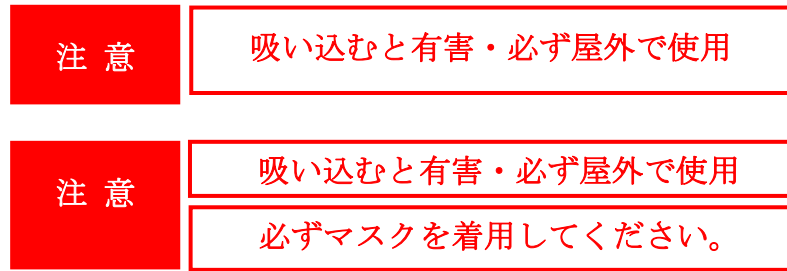 注 意
吸い込むと有害・必ず屋外で使用
注 意
吸い込むと有害・必ず屋外で使用
必ずマスクを着用してください。